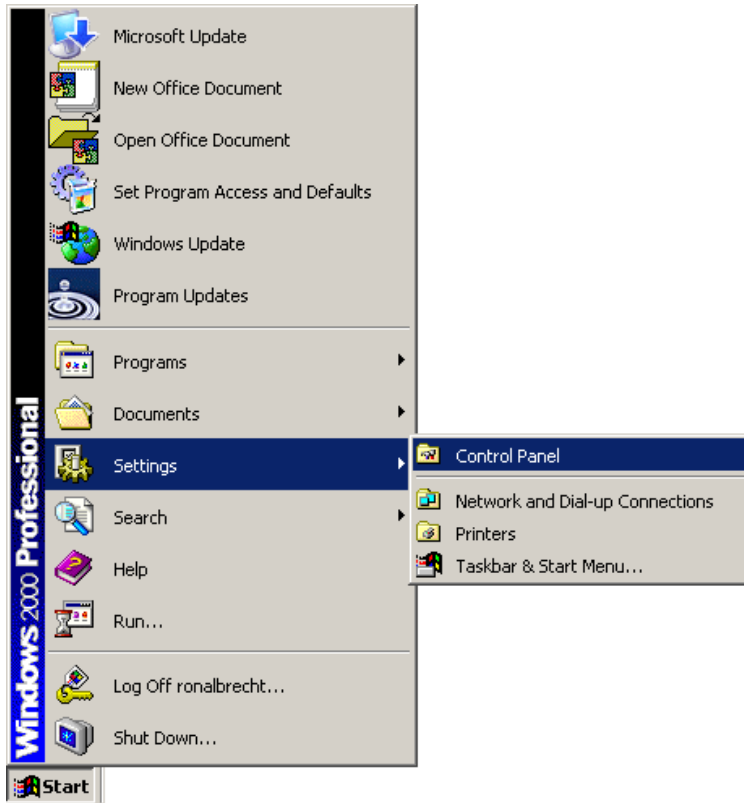 Microsoft Update
New Office Document
Open Office Document
Set Program Access and Defaults
Windows Update
Program Updates
Programs
Documents
Settings
Search
Help
Run...
Log Off ronalbrecht...
Shut Down...
Windows 2000 Professional
Control Panel
Network and Dial-up Connections
Printers
Taskbar & Start Menu...
Start